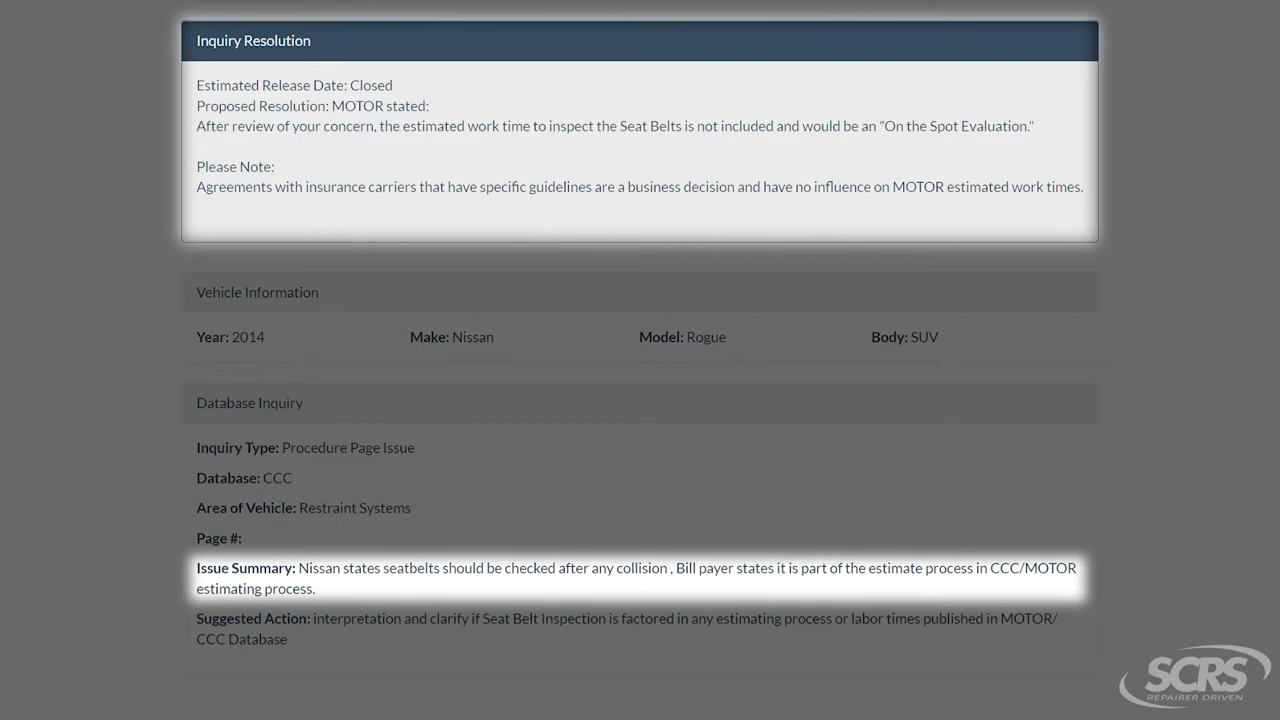 Inquiry Resolution
Estimated Release Date: Closed
Proposed Resolution: MOTOR stated:
After review of your concern, the estimated work time to inspect the Seat Belts is not included and would be an "On the Spot Evaluation."
Please Note:
Agreements with insurance carriers that have specific guidelines are a business decision and have no influence on MOTOR estimated work times.
Vehicle Information
Year: 2014 Make: Nissan Model: Rogue Body: SUV
Database Inquiry
Inquiry Type: Procedure Page Issue
Database: CCC
Area of Vehicle: Restraint Systems
Page #:
Issue Summary: Nissan states seatbelts should be checked after any collision , Bill payer states it is part of the estimate process in CCC/MOTOR
estimating process.
Suggested Action: interpretation and clarify if Seat Belt Inspection is factored in any estimating process or labor times published in MOTOR/
CCC Database
SCRS
REPAIRER DRIVEN